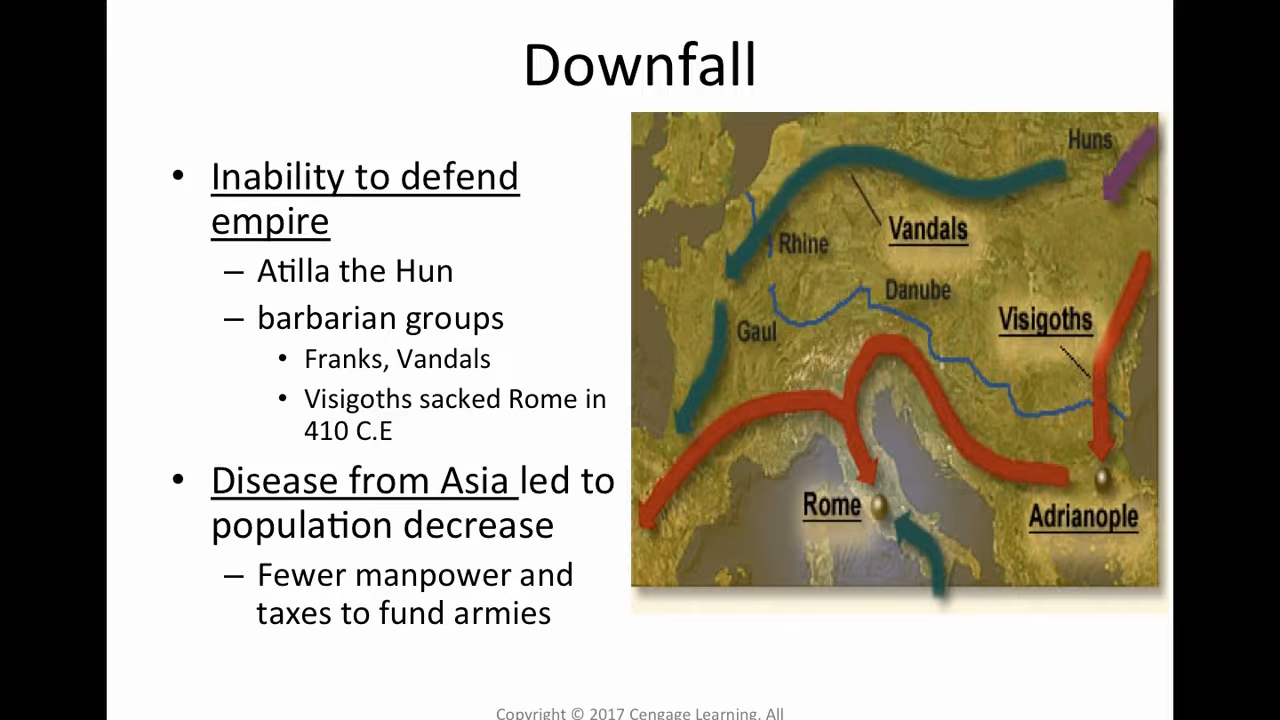 Downfall
• Inability to defend
empire
– Atilla the Hun
– barbarian groups
• Franks, Vandals
• Visigoths sacked Rome in
410 C.E
• Disease from Asia led to
population decrease
– Fewer manpower and
taxes to fund armies
Huns
Vandals
Rhine
Danube
Visigoths
Gaul
Rome
Adrianople
Copyright © 2017 Cengage Learning. All